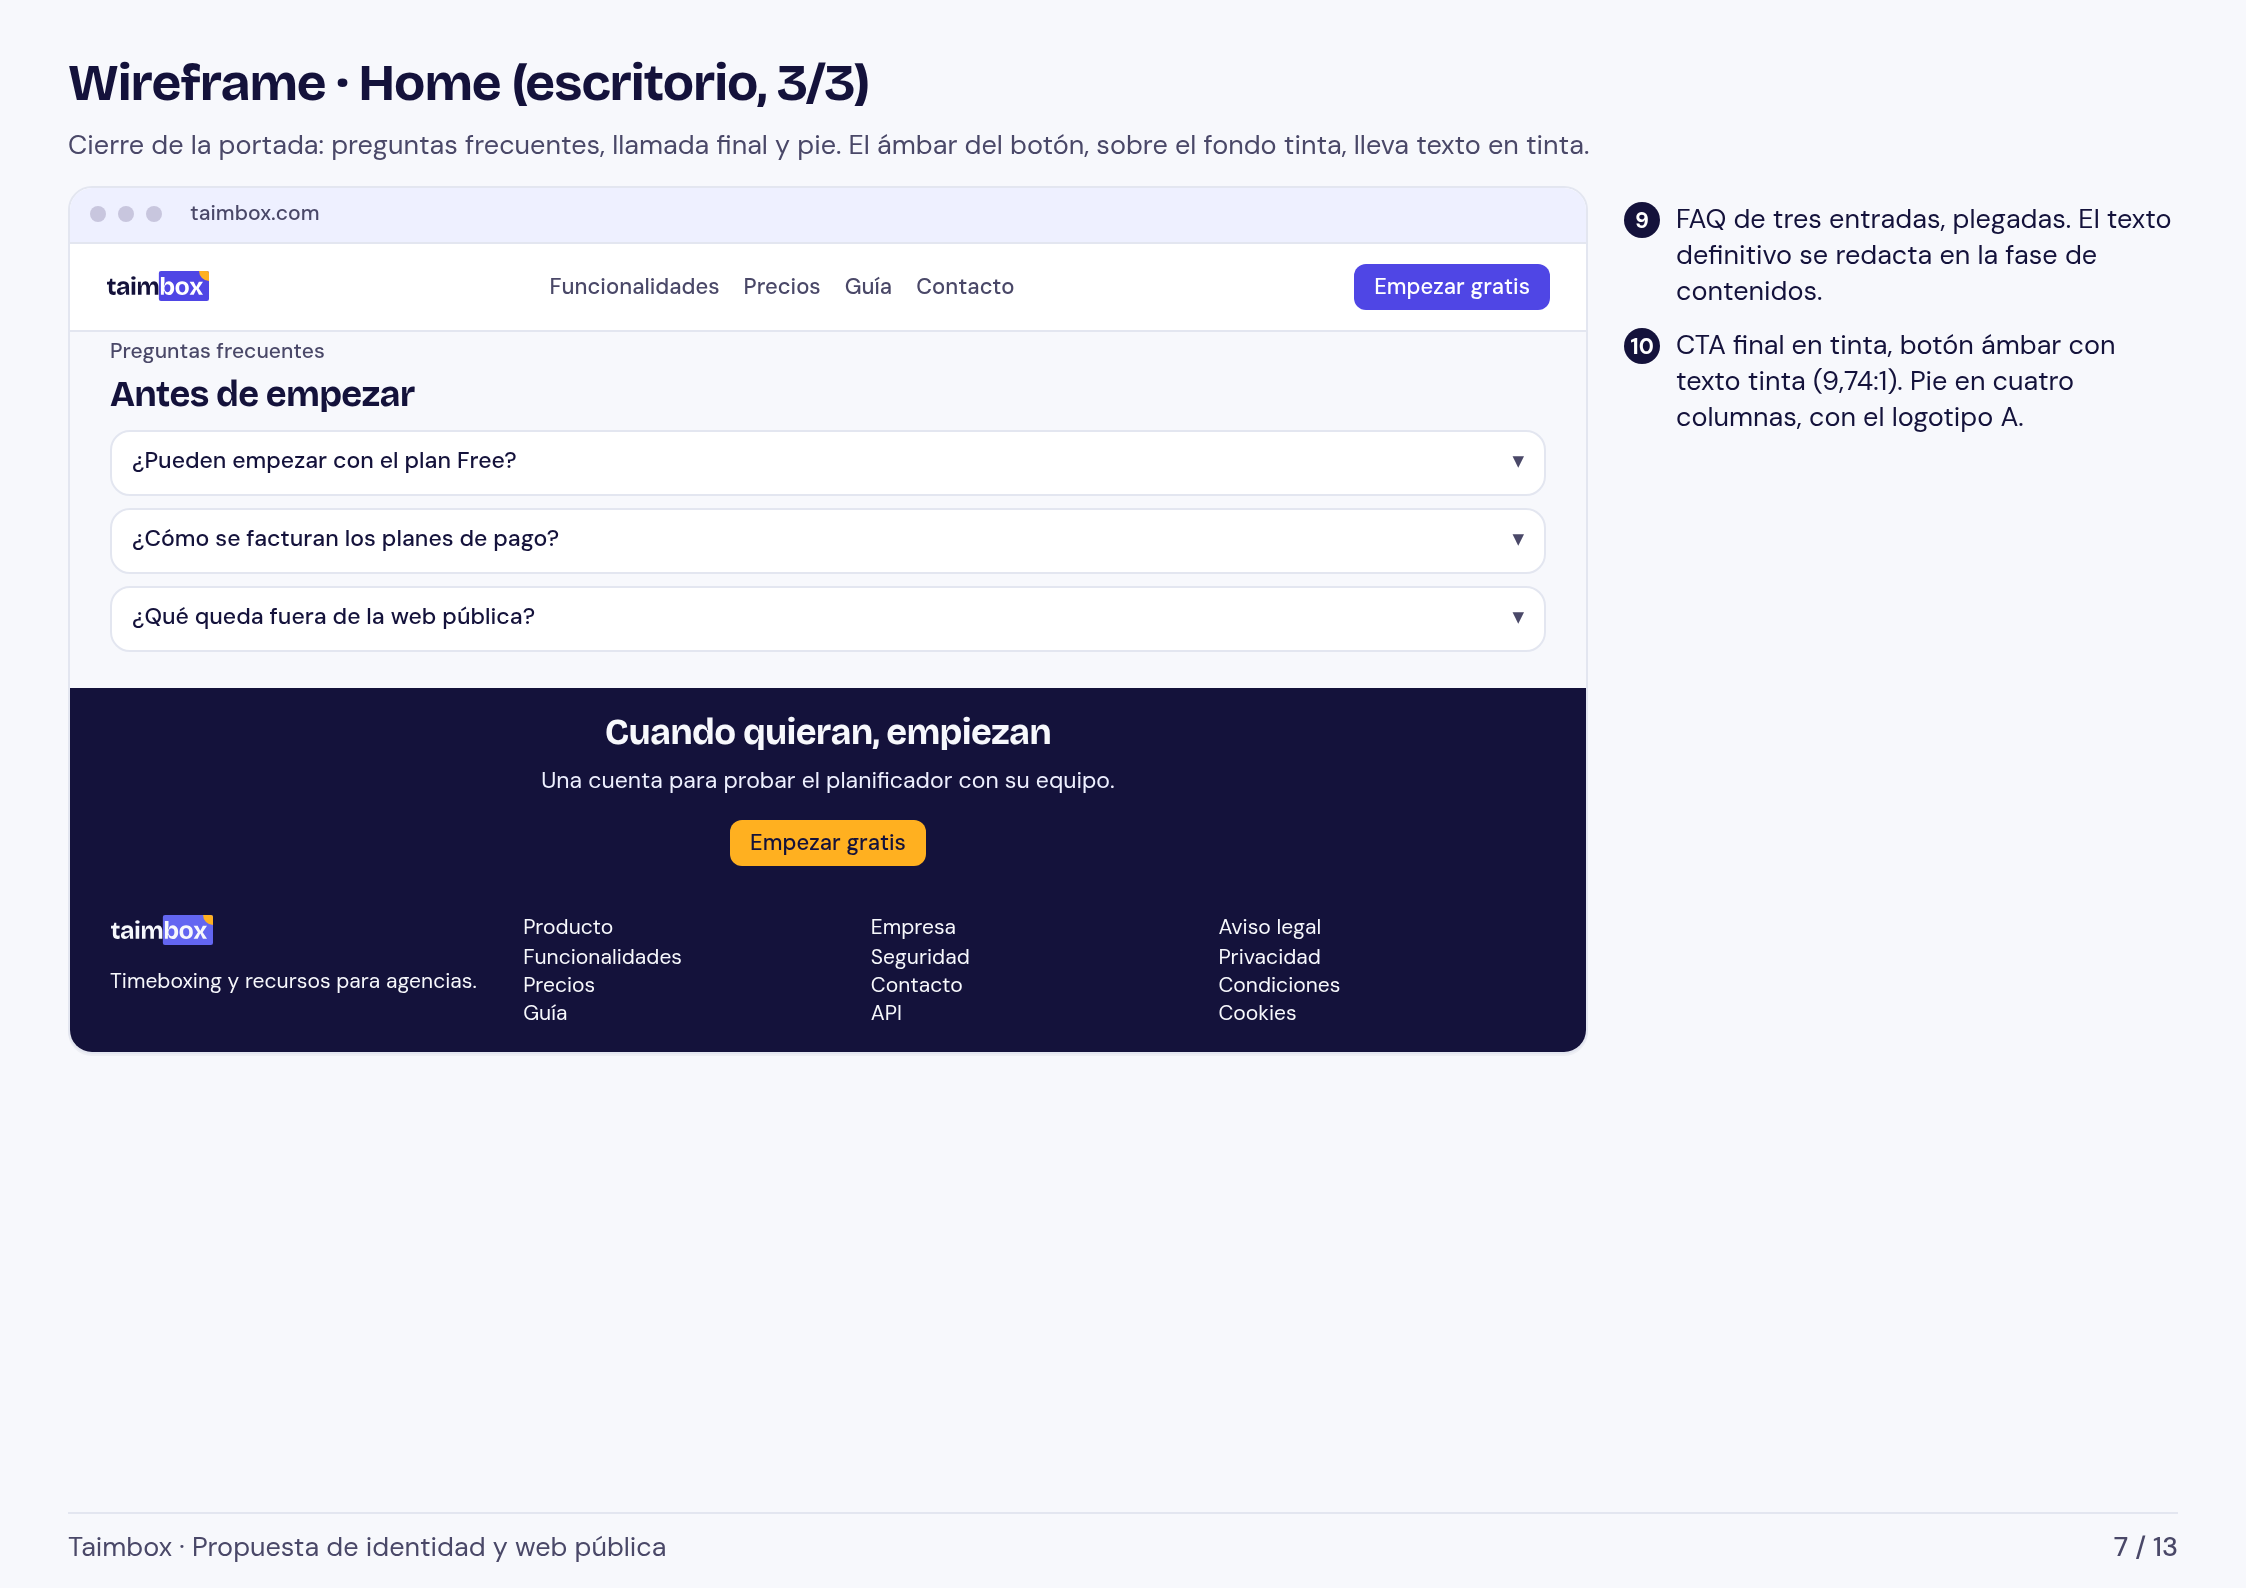 Wireframe · Home (escritorio, 3/3)
Cierre de la portada: preguntas frecuentes, llamada final y pie. El ámbar del botón, sobre el fondo tinta, lleva texto en tinta.
taimbox.com
taimbox
Funcionalidades Precios Guía Contacto
Empezar gratis
Preguntas frecuentes
Antes de empezar
¿Pueden empezar con el plan Free?
¿Cómo se facturan los planes de pago?
¿Qué queda fuera de la web pública?
Cuando quieran, empiezan
Una cuenta para probar el planificador con su equipo.
Empezar gratis
taimbox
Timeboxing y recursos para agencias.
Producto
Funcionalidades
Precios
Guía
Empresa
Seguridad
Contacto
API
Aviso legal
Privacidad
Condiciones
Cookies
9 FAQ de tres entradas, plegadas. El texto
definitivo se redacta en la fase de
contenidos.
10 CTA final en tinta, botón ámbar con
texto tinta (9,74:1). Pie en cuatro
columnas, con el logotipo A.
Taimbox · Propuesta de identidad y web pública
7 / 13